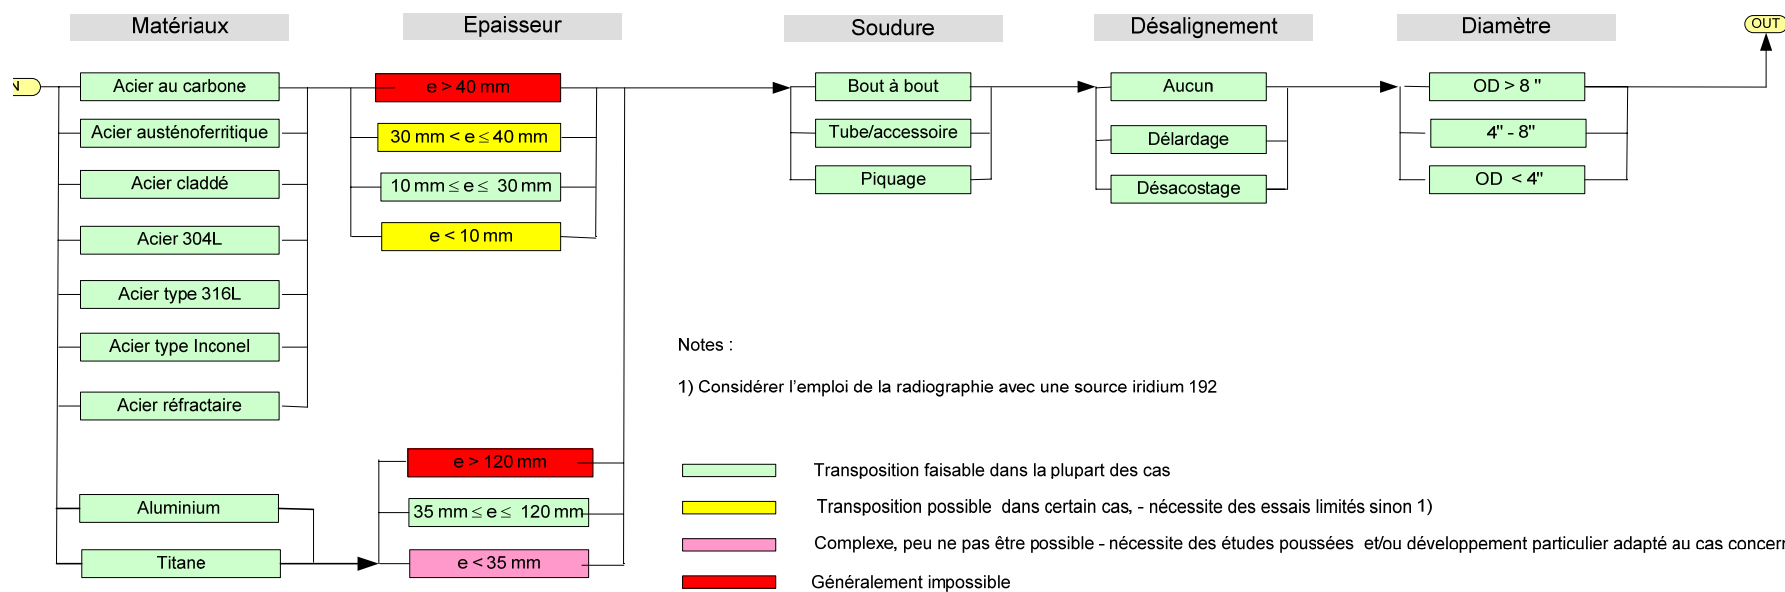 Matériaux
Epaisseur
Soudure
Désalignement
Diamètre
OUT
N
Acier au carbone
Acier austénoferritique
Acier claddé
Acier 304L
Acier type 316L
Acier type Inconel
Acier réfractaire
Aluminium
Titane
e > 40 mm
30 mm < e ≤ 40 mm
10 mm ≤ e ≤ 30 mm
e < 10 mm
e > 120 mm
35 mm ≤ e ≤ 120 mm
e < 35 mm
Bout à bout
Tube/accessoire
Piquage
Aucun
Délardage
Désacostage
OD > 8 "
4" - 8"
OD < 4"
Notes :
1) Considérer l'emploi de la radiographie avec une source iridium 192
Transposition faisable dans la plupart des cas
Transposition possible dans certain cas, - nécessite des essais limités sinon 1)
Complexe, peu ne pas être possible - nécessite des études poussées et/ou développement particulier adapté au cas concer
Généralement impossible